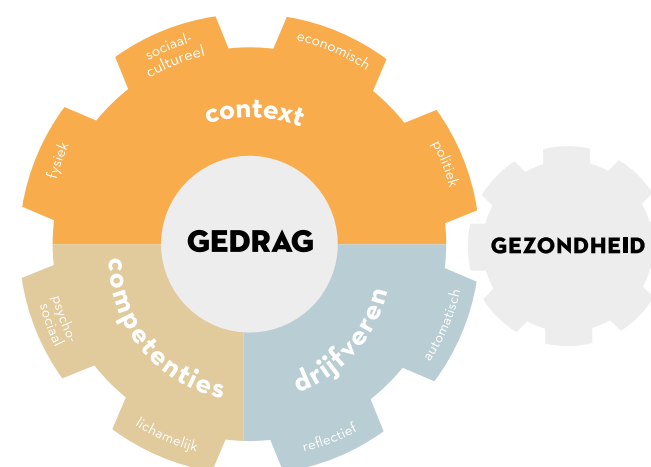 economisch
sociaal-
cultureel
context
fysiek
politiek
GEDRAG
GEZONDHEID
competenties
drijfveren
psycho-
sociaal
automatisch
lichamelijk
reflectief